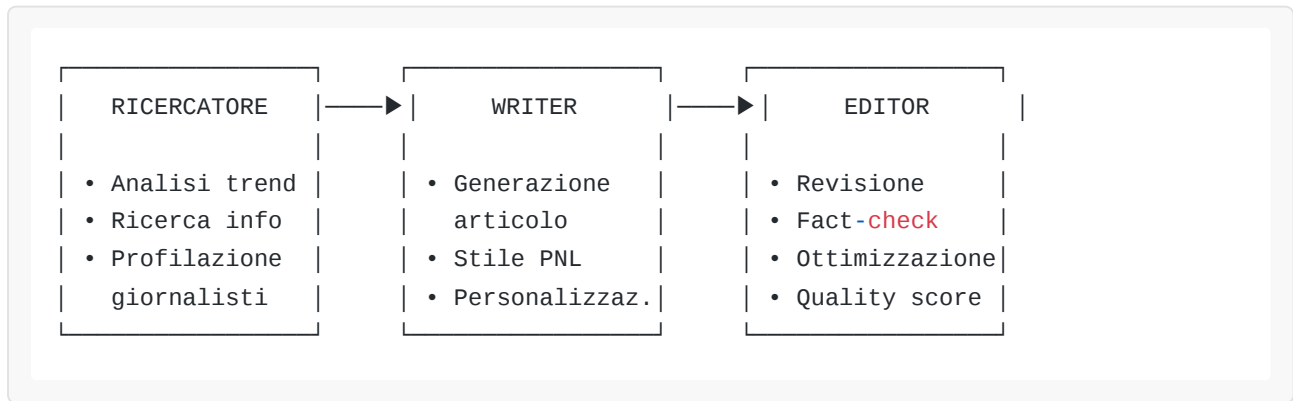 RICERCATORE WRITER EDITOR
• Analisi trend • Generazione • Revisione
• Ricerca info articolo • Fact-check
• Profilazione • Stile PNL • Ottimizzazione
giornalisti • Personalizzaz. • Quality score